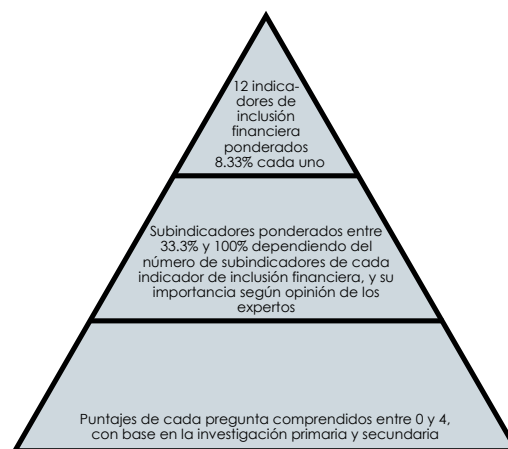 12 indica-
dores de
inclusión
financiera
ponderados
8.33% cada uno
Subindicadores ponderados entre
33.3% y 100% dependiendo del
número de subindicadores de cada
indicador de inclusión financiera, y su
importancia según opinión de los
expertos
Puntajes de cada pregunta comprendidos entre 0 y 4,
con base en la investigación primaria y secundaria